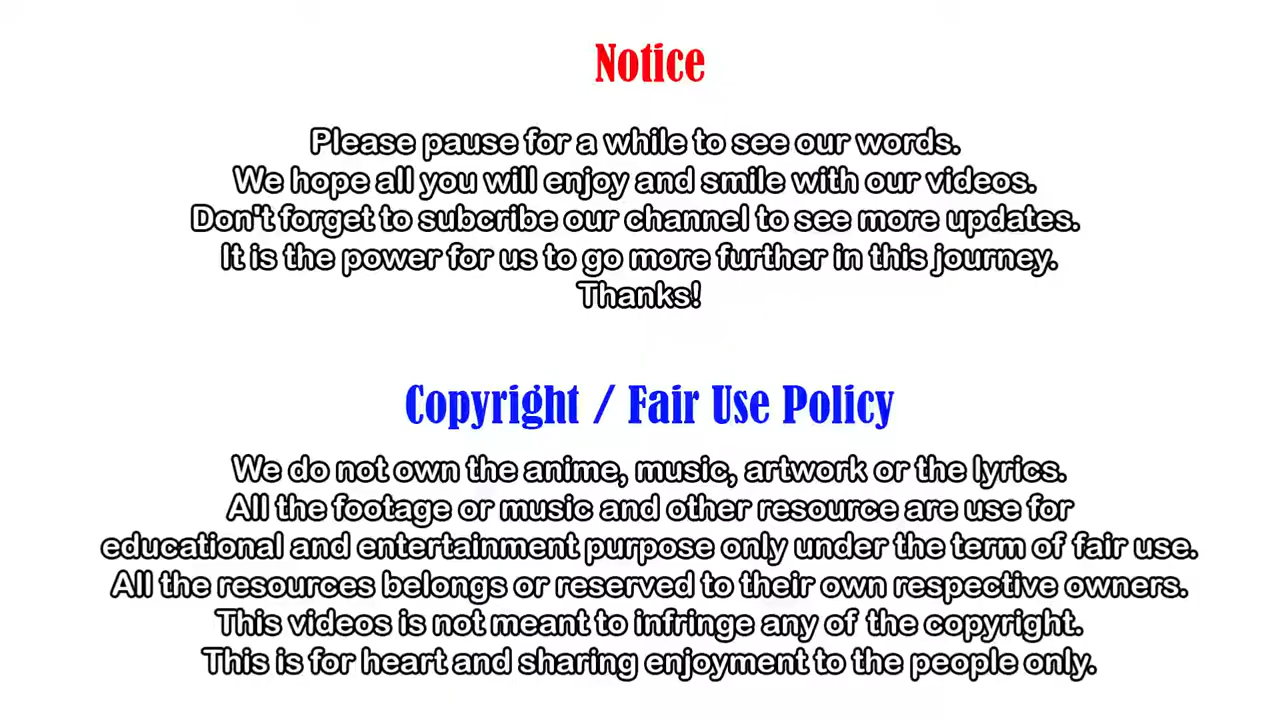 Notice
Please pause for a while to see our words.
We hope all you will enjoy and smile with our videos.
Don't forget to subcribe our channel to see more updates.
It is the power for us to go more further in this journey.
Thanks!
Copyright / Fair Use Policy
We do not own the anime, music, artwork or the lyrics.
All the footage or music and other resource are use for
educational and entertainment purpose only under the term of fair use.
All the resources belongs or reserved to their own respective owners.
This videos is not meant to infringe any of the copyright.
This is for heart and sharing enjoyment to the people only.